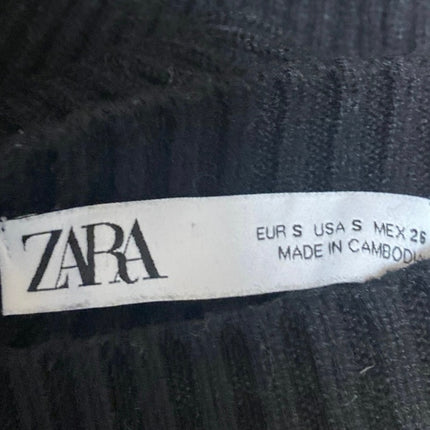 ZARA
EUR S USA S MEX 26
MADE IN CAMBODIA